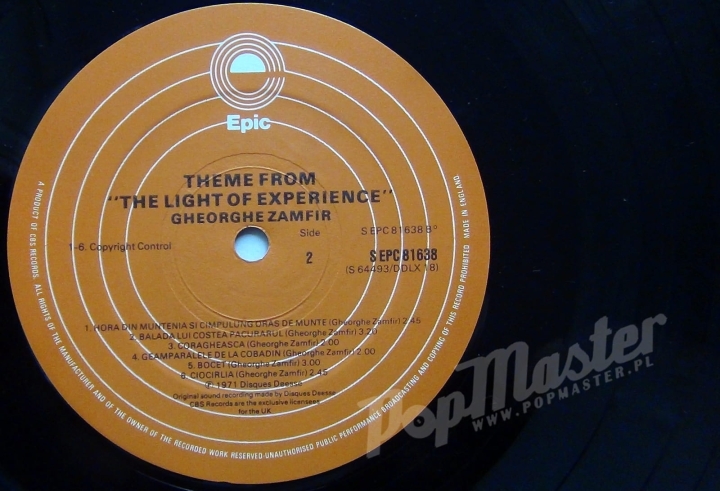 Epic
THEME FROM
"THE LIGHT OF EXPERIENCE"
GHEORGHE ZAMFIR
Side
2
S EPC 81638 B°
S EPC 81638
(S 64493/DDLX 18)
1-6. Copyright Control
1. HORA DIN MUNTENIA SI CIMPULUNG ORAS DE MUNTE (Gheorghe Zamfir) 2.45
2. BALADA LUI COSTEA PACURARUL (Gheorghe Zamfir) 3.20
3. CORAGHEASCA (Gheorghe Zamfir) 2.00
4. GEAMPARALELE DE LA COBADIN (Gheorghe Zamfir) 2.00
5. BOCET (Gheorghe Zamfir) 3.00
6. CIOCIRLIA (Gheorghe Zamfir) 2.45
℗ 1971 Disques Deesse
Original sound recording made by Disques Deesse
CBS Records are the exclusive licensees
for the UK
A PRODUCT OF CBS RECORDS. ALL RIGHTS OF THE MANUFACTURER AND OF THE OWNER OF THE RECORDED WORK RESERVED-UNAUTHORISED PUBLIC PERFORMANCE BROADCASTING AND COPYING OF THIS RECORD PROHIBITED MADE IN ENGLAND.
PopMaster
WWW.POPMASTER.PL